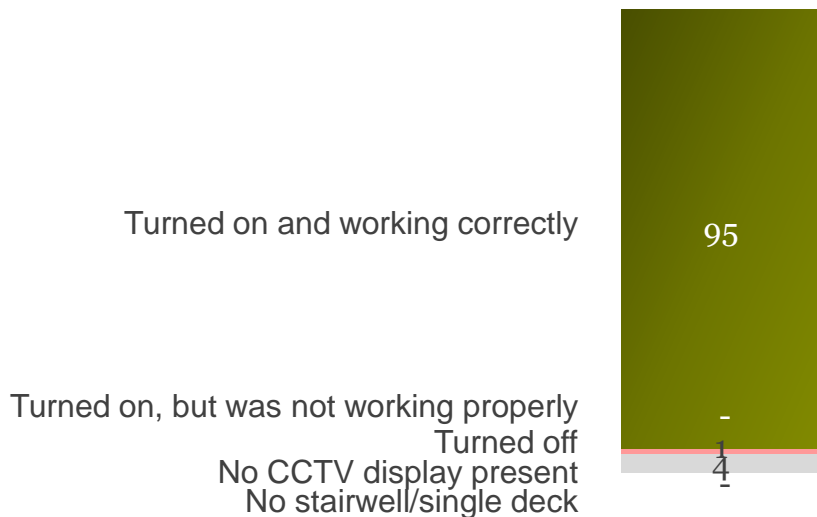 Turned on and working correctly
95
Turned on, but was not working properly
-
Turned off
1
No CCTV display present
4
No stairwell/single deck
-